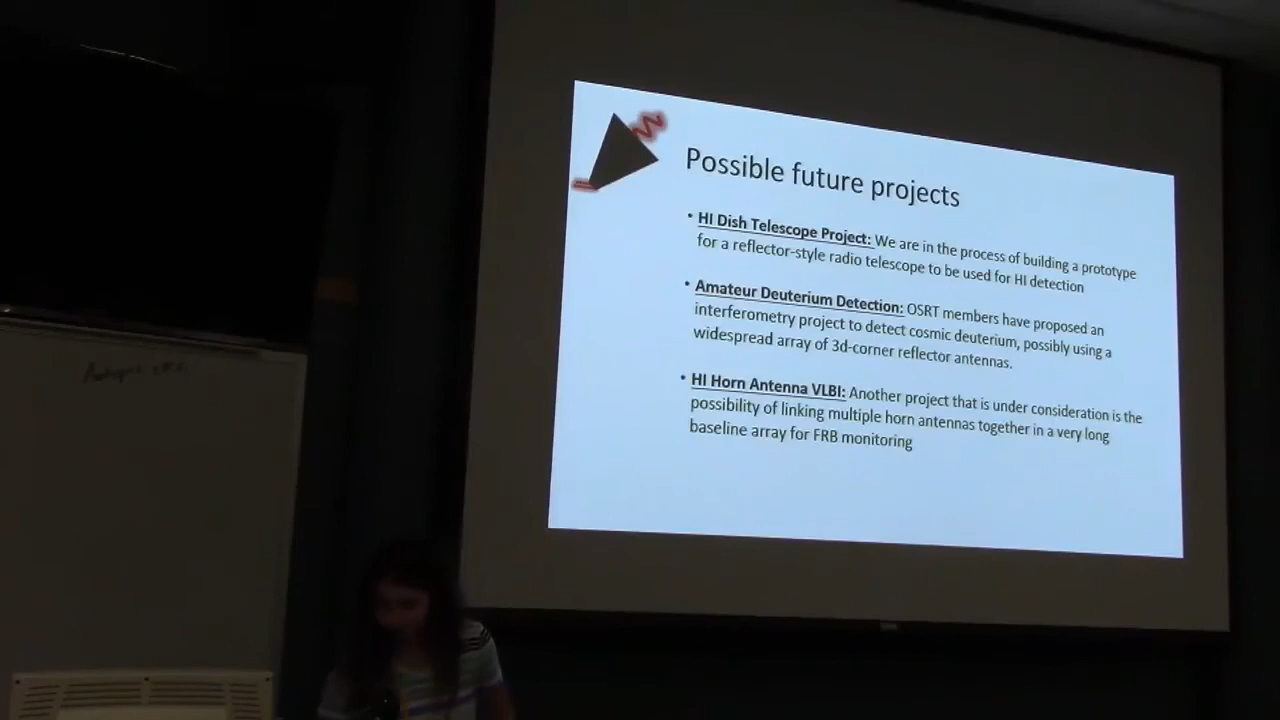 Possible future projects
• HI Dish Telescope Project: We are in the process of building a prototype
for a reflector-style radio telescope to be used for HI detection
• Amateur Deuterium Detection: OSRT members have proposed an
interferometry project to detect cosmic deuterium, possibly using a
widespread array of 3d-corner reflector antennas.
• HI Horn Antenna VLBI: Another project that is under consideration is the
possibility of linking multiple horn antennas together in a very long
baseline array for FRB monitoring